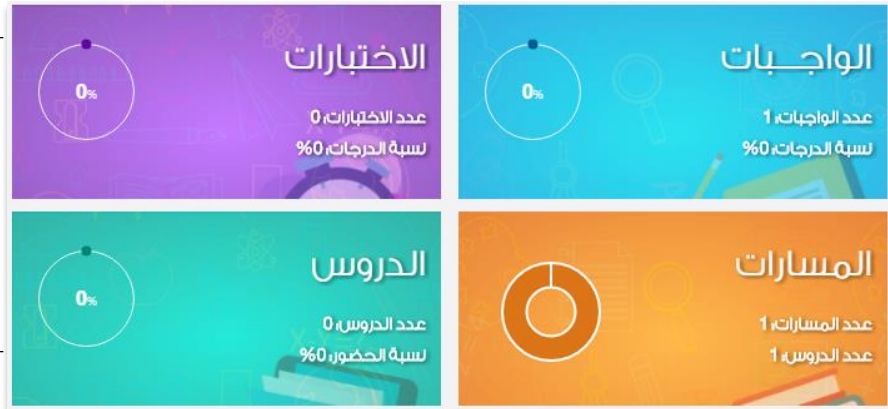 الواجـــبات
عدد الواجبات: 1
نسبة الدرجات: 0%
0%
الاختبارات
عدد الاختبارات: 0
نسبة الدرجات: 0%
0%
المسارات
عدد المسارات: 1
عدد الدروس: 1
الدروس
عدد الدروس: 0
نسبة الحضور: 0%
0%